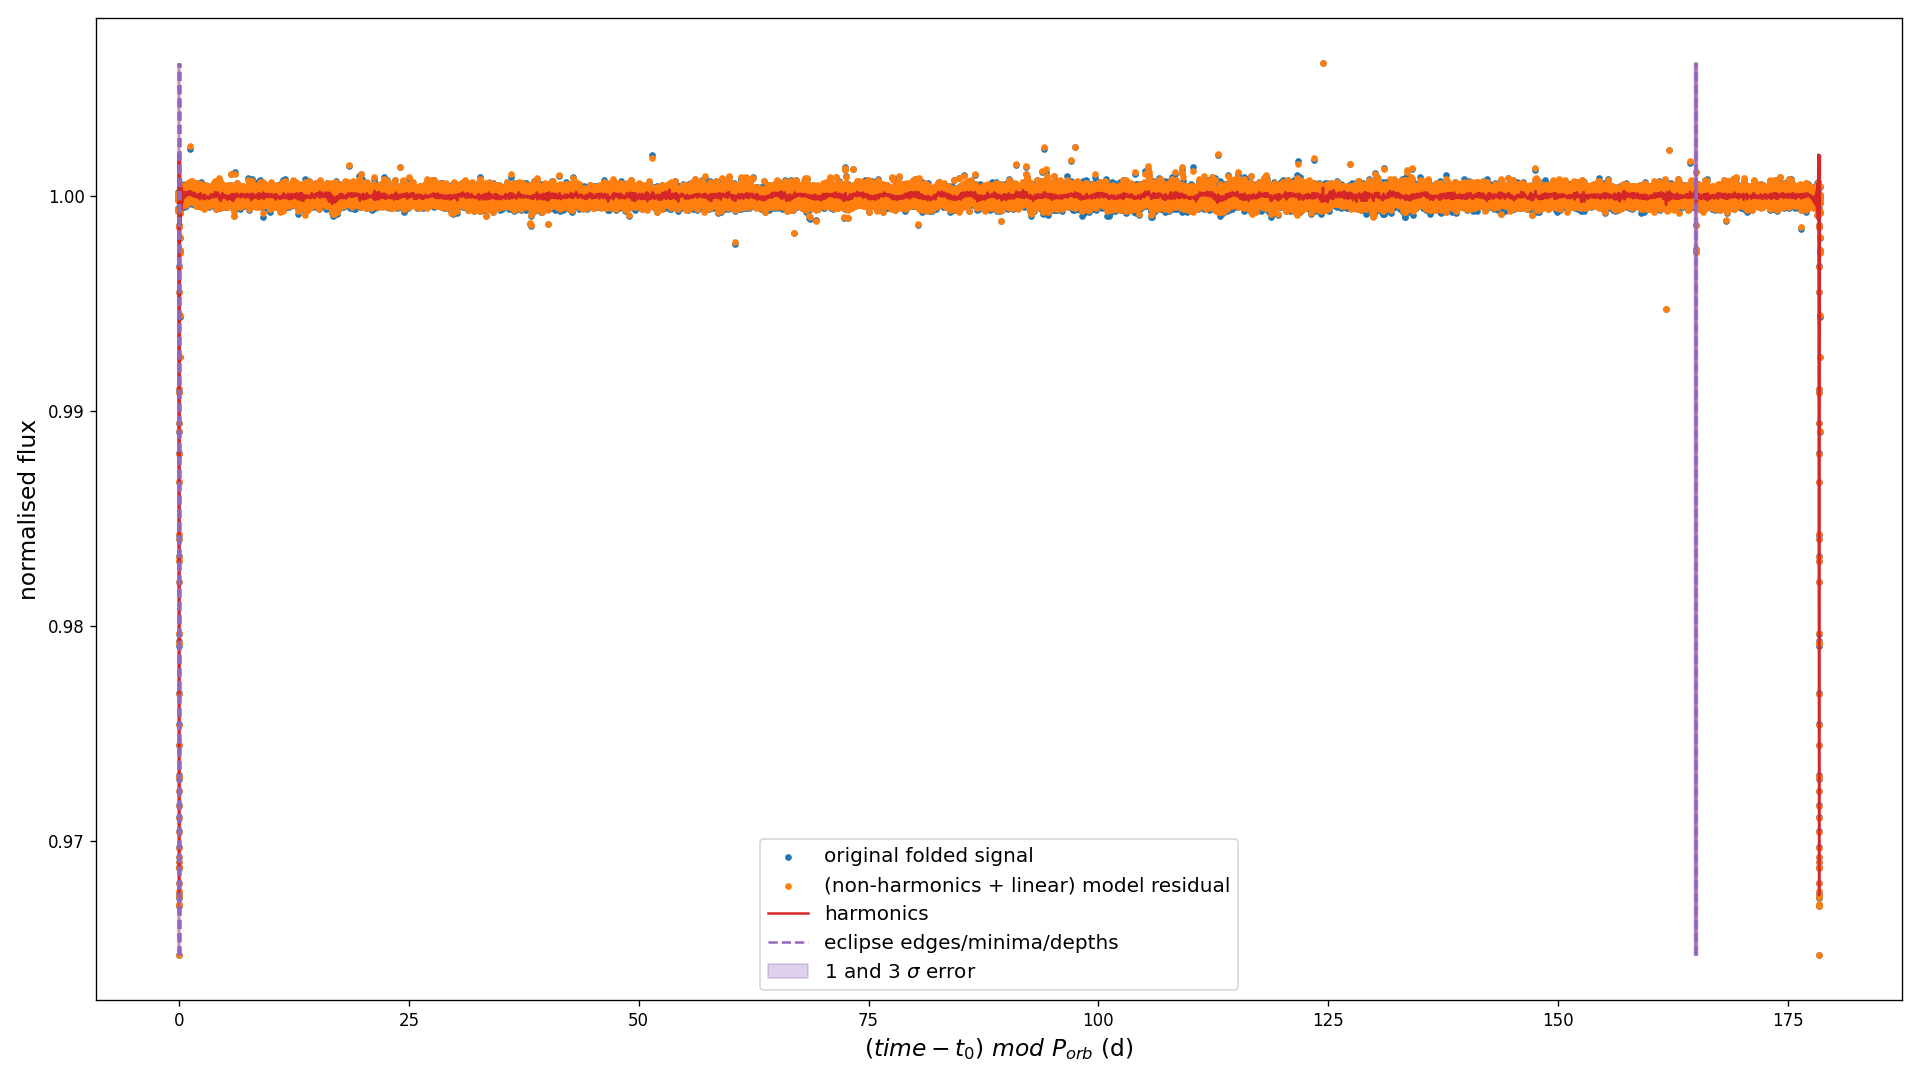 normalised flux
1.00
0.99
0.98
0.97
original folded signal
(non-harmonics + linear) model residual
harmonics
eclipse edges/minima/depths
1 and 3 σ error
0 25 50 75 100 125 150 175
(time − t₀) mod Pₒᵣb (d)